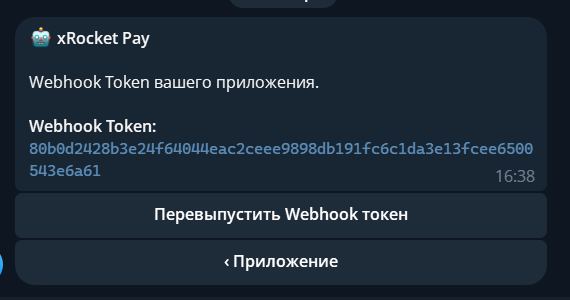 xRocket Pay
Webhook Token вашего приложения.
Webhook Token:
80b0d2428b3e24f64044eac2ceee9898db191fc6c1da3e13fcee6500
543e6a61
16:38
Перевыпустить Webhook токен
‹ Приложение